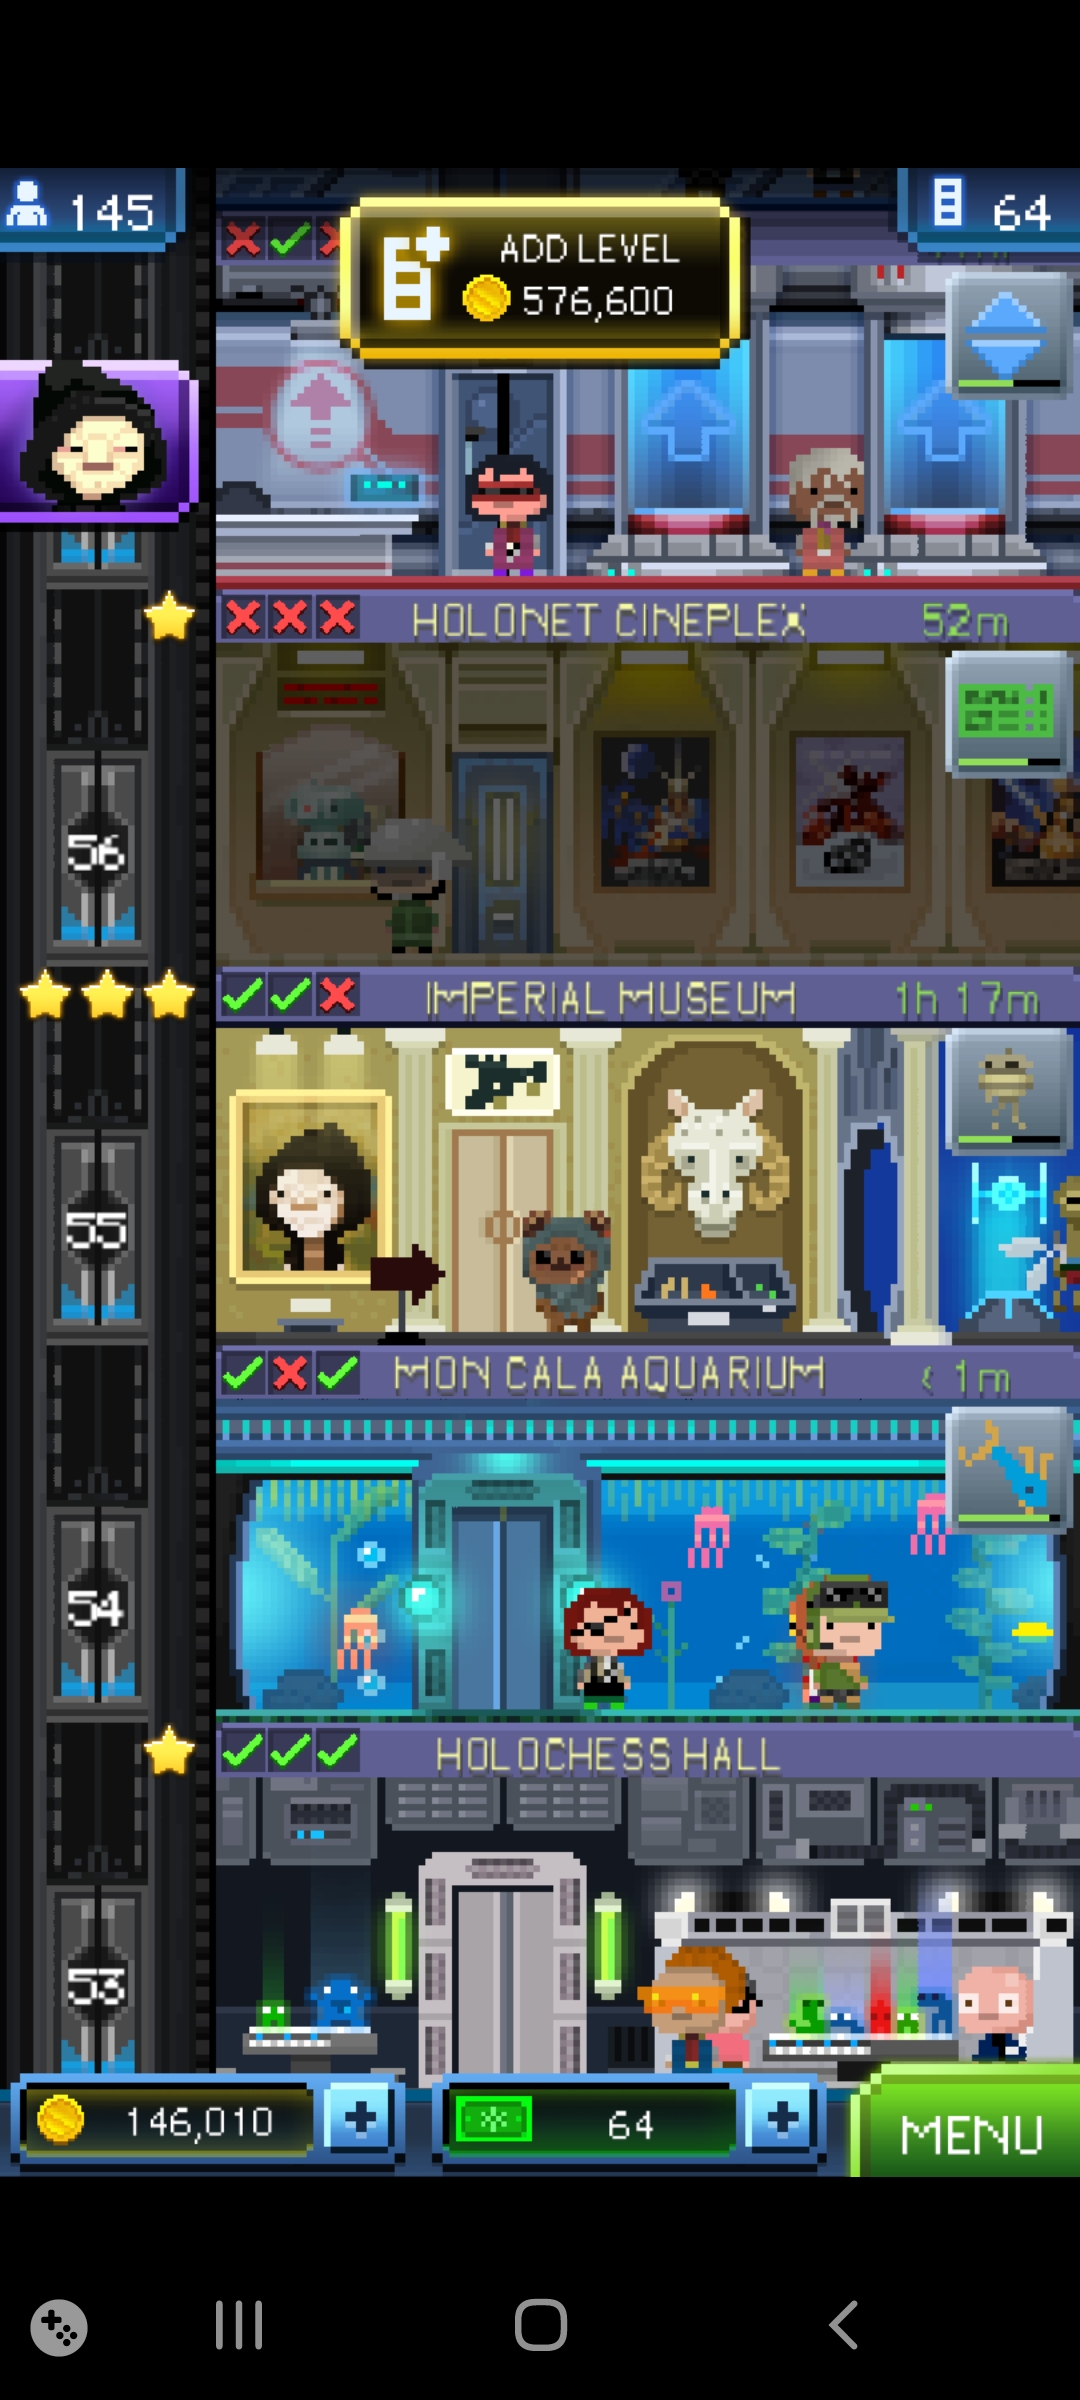 145
ADD LEVEL
576,600
64
HOLONET CINEPLEX 52m
56
IMPERIAL MUSEUM 1h 17m
55
MON CALA AQUARIUM < 1m
54
HOLOCHESS HALL
53
146,010
64
MENU